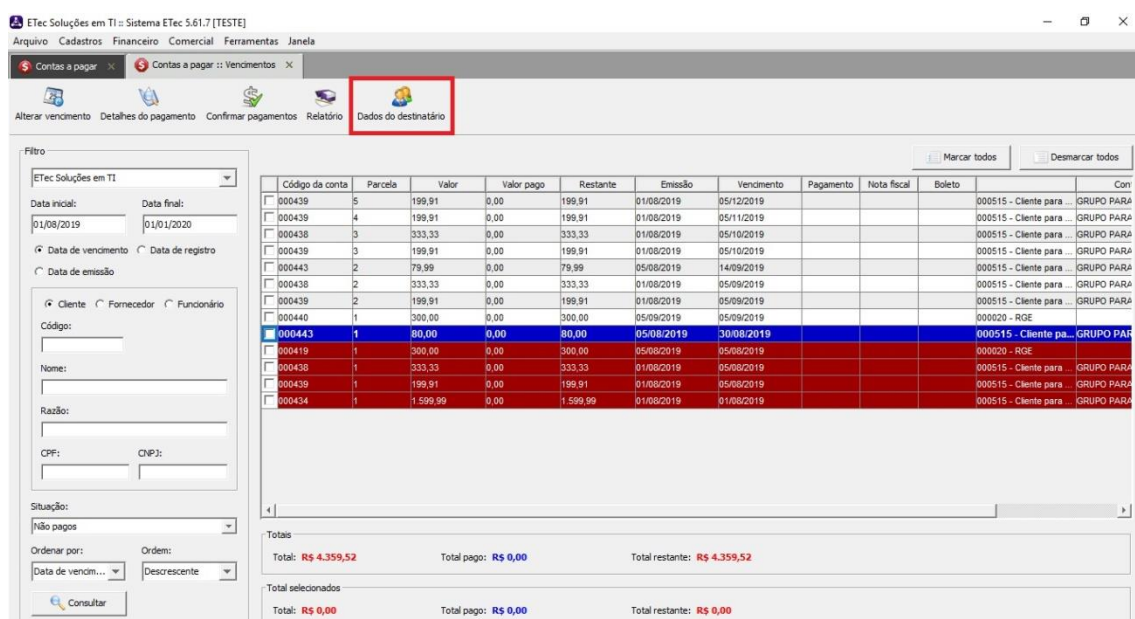 ETec Soluções em TI :: Sistema ETec 5.61.7 [TESTE]
Arquivo Cadastros Financeiro Comercial Ferramentas Janela
Contas a pagar Contas a pagar :: Vencimentos
Alterar vencimento Detalhes do pagamento Confirmar pagamentos Relatório Dados do destinatário
Filtro
ETec Soluções em TI
Data inicial: Data final:
01/08/2019 01/01/2020
Data de vencimento Data de registro
Data de emissão
Cliente Fornecedor Funcionário
Código:
Nome:
Razão:
CPF: CNPJ:
Situação:
Não pagos
Ordenar por: Ordem:
Data de vencim... Descrescente
Consultar
Marcar todos Desmarcar todos
Código da conta Parcela Valor Valor pago Restante Emissão Vencimento Pagamento Nota fiscal Boleto Con
000439 5 199,91 0,00 199,91 01/08/2019 05/12/2019 000515 - Cliente para ... GRUPO PARA
000439 4 199,91 0,00 199,91 01/08/2019 05/11/2019 000515 - Cliente para ... GRUPO PARA
000438 3 333,33 0,00 333,33 01/08/2019 05/10/2019 000515 - Cliente para ... GRUPO PARA
000439 3 199,91 0,00 199,91 01/08/2019 05/10/2019 000515 - Cliente para ... GRUPO PARA
000443 2 79,99 0,00 79,99 05/08/2019 14/09/2019 000515 - Cliente para ... GRUPO PARA
000438 2 333,33 0,00 333,33 01/08/2019 05/09/2019 000515 - Cliente para ... GRUPO PARA
000439 2 199,91 0,00 199,91 01/08/2019 05/09/2019 000515 - Cliente para ... GRUPO PARA
000440 1 300,00 0,00 300,00 05/09/2019 05/09/2019 000020 - RGE
000443 1 80,00 0,00 80,00 05/08/2019 30/08/2019 000515 - Cliente pa... GRUPO PAR
000419 1 300,00 0,00 300,00 05/08/2019 05/08/2019 000020 - RGE
000438 1 333,33 0,00 333,33 01/08/2019 05/08/2019 000515 - Cliente para ... GRUPO PARA
000439 1 199,91 0,00 199,91 01/08/2019 05/08/2019 000515 - Cliente para ... GRUPO PARA
000434 1 1.599,99 0,00 1.599,99 01/08/2019 01/08/2019 000515 - Cliente para ... GRUPO PARA
Totais
Total: R$ 4.359,52 Total pago: R$ 0,00 Total restante: R$ 4.359,52
Total selecionados
Total: R$ 0,00 Total pago: R$ 0,00 Total restante: R$ 0,00